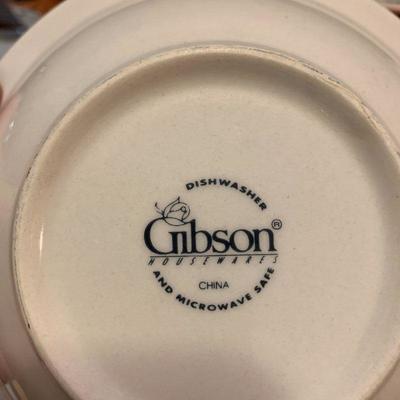 DISHWASHER
Gibson®
HOUSEWARES
CHINA
AND MICROWAVE SAFE